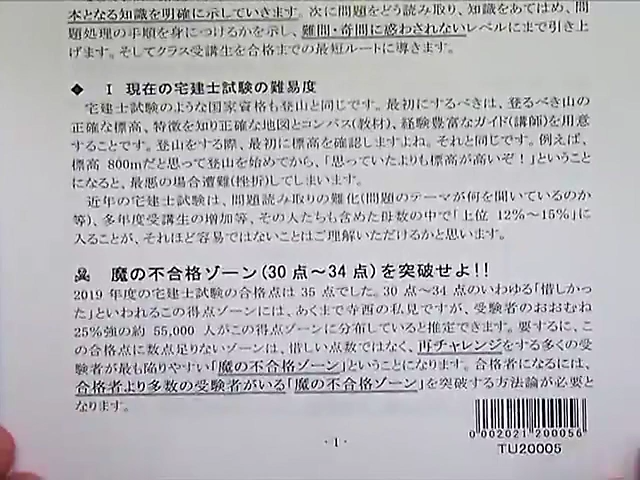 本となる知識を明確に示していきます。次に問題をどう読み取り、知識をあてはめ、問
題処理の手順を身につけるかを示し、難問・奇問に惑わされないレベルにまで引き上
げます。そしてクラス受講生を合格までの最短ルートに導きます。
◆ Ⅰ 現在の宅建士試験の難易度
宅建士試験のような国家資格も登山と同じです。最初にするべきは、登るべき山の
正確な標高、特徴を知り正確な地図とコンパス(教材)、経験豊富なガイド(講師)を用意
することです。登山をする際、最初に標高を確認しますよね。それと同じです。例えば、
標高 800mだと思って登山を始めてから、「思っていたよりも標高が高いぞ!」ということ
になると、最悪の場合遭難(挫折)してしまいます。
近年の宅建士試験は、問題読み取りの難化(問題のテーマが何を聞いているのか
等)、多年度受講生の増加等、その人たちも含めた母数の中で「上位 12%~15%」に
入ることが、それほど容易ではないことはご理解いただけるかと思います。
魔の不合格ゾーン(30 点~34 点)を突破せよ!!
2019 年度の宅建士試験の合格点は 35 点でした。30 点~34 点のいわゆる「惜しかっ
た」といわれるこの得点ゾーンには、あくまで寺西の私見ですが、受験者のおおむね
25%強の約 55,000 人がこの得点ゾーンに分布していると推定できます。要するに、こ
の合格点に数点足りないゾーンは、惜しい点数ではなく、再チャレンジをする多くの受
験者が最も陥りやすい「魔の不合格ゾーン」ということになります。合格者になるには、
合格者より多数の受験者がいる「魔の不合格ゾーン」を突破する方法論が必要と
なります。
0 002021 200056
TU20005
- 1 -